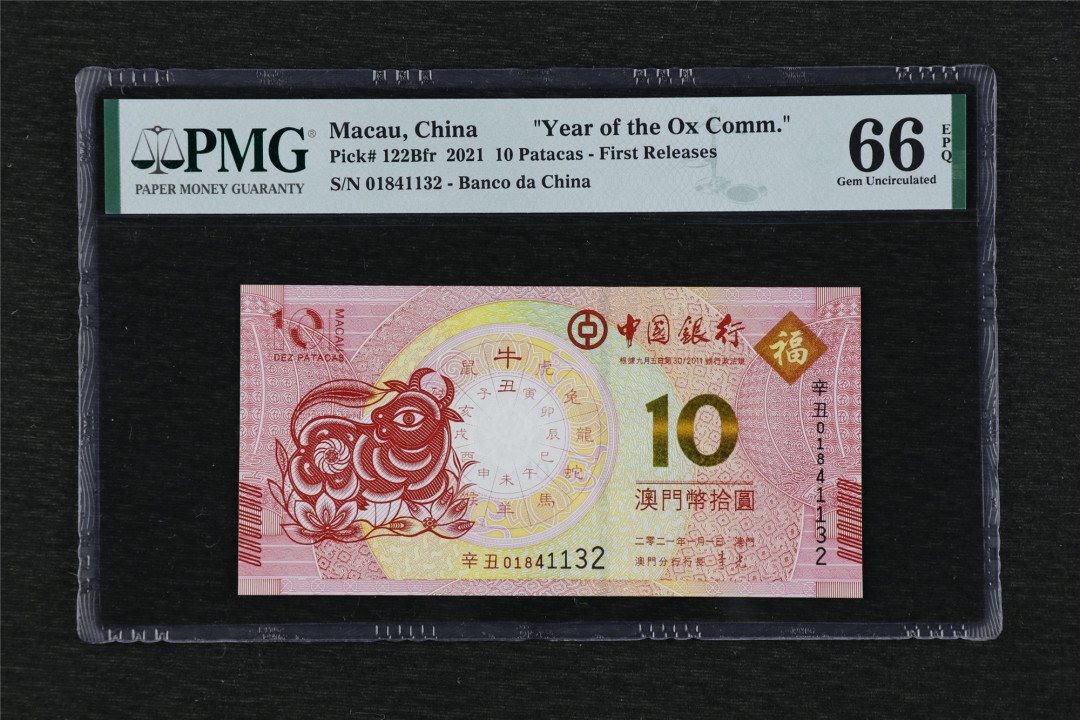 PMG®
PAPER MONEY GUARANTY
Macau, China "Year of the Ox Comm."
Pick# 122Bfr 2021 10 Patacas - First Releases
S/N 01841132 - Banco da China
66
Gem Uncirculated
EPQ
10
MACAU
DEZ PATACAS
中國銀行
福
10
澳門幣拾圓
二零二一年一月一日 澳門
澳門分行行長
辛丑01841132
辛丑01841132
鼠 牛 虎 兔 龍 蛇 馬 羊 猴
子 丑 寅 卯 辰 巳 午 未 申 酉 戌 亥